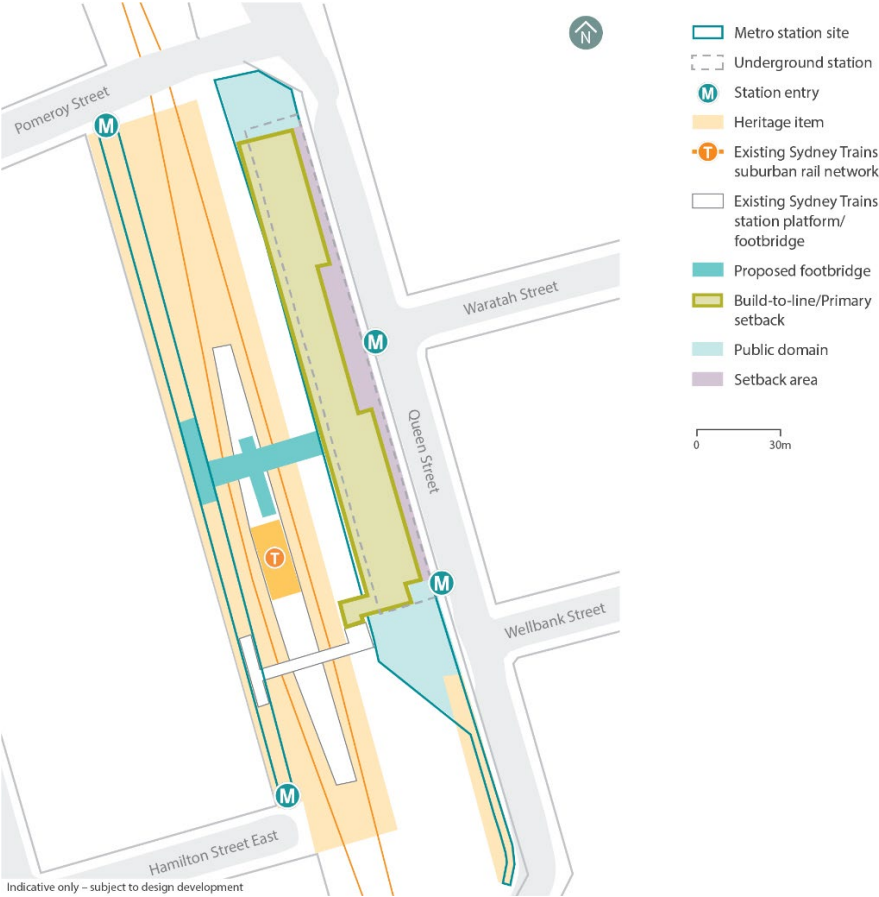 N
Pomeroy Street
M
Waratah Street
M
Queen Street
T
M
Wellbank Street
M
Hamilton Street East
Indicative only – subject to design development
Metro station site
Underground station
M
Station entry
Heritage item
T
Existing Sydney Trains
suburban rail network
Existing Sydney Trains
station platform/
footbridge
Proposed footbridge
Build-to-line/Primary
setback
Public domain
Setback area
0
30m